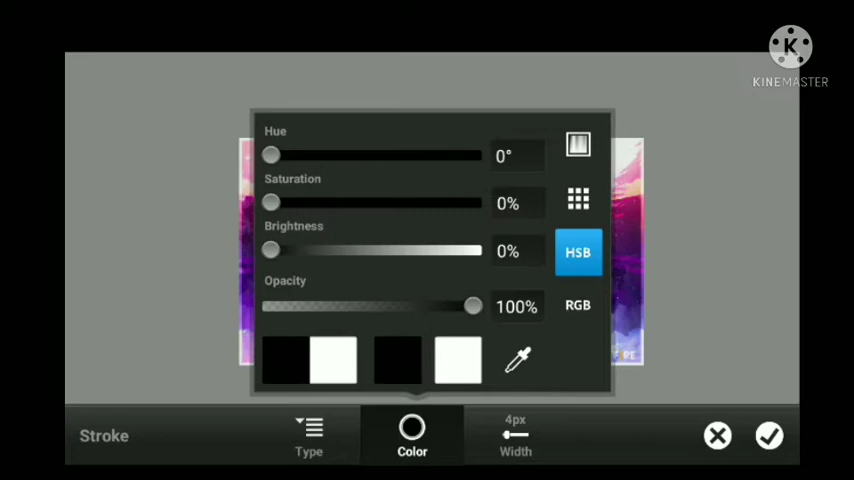 K
KINEMASTER
Hue
0°
Saturation
0%
Brightness
0%
HSB
Opacity
100%
RGB
Stroke
Type
Color
4px
Width